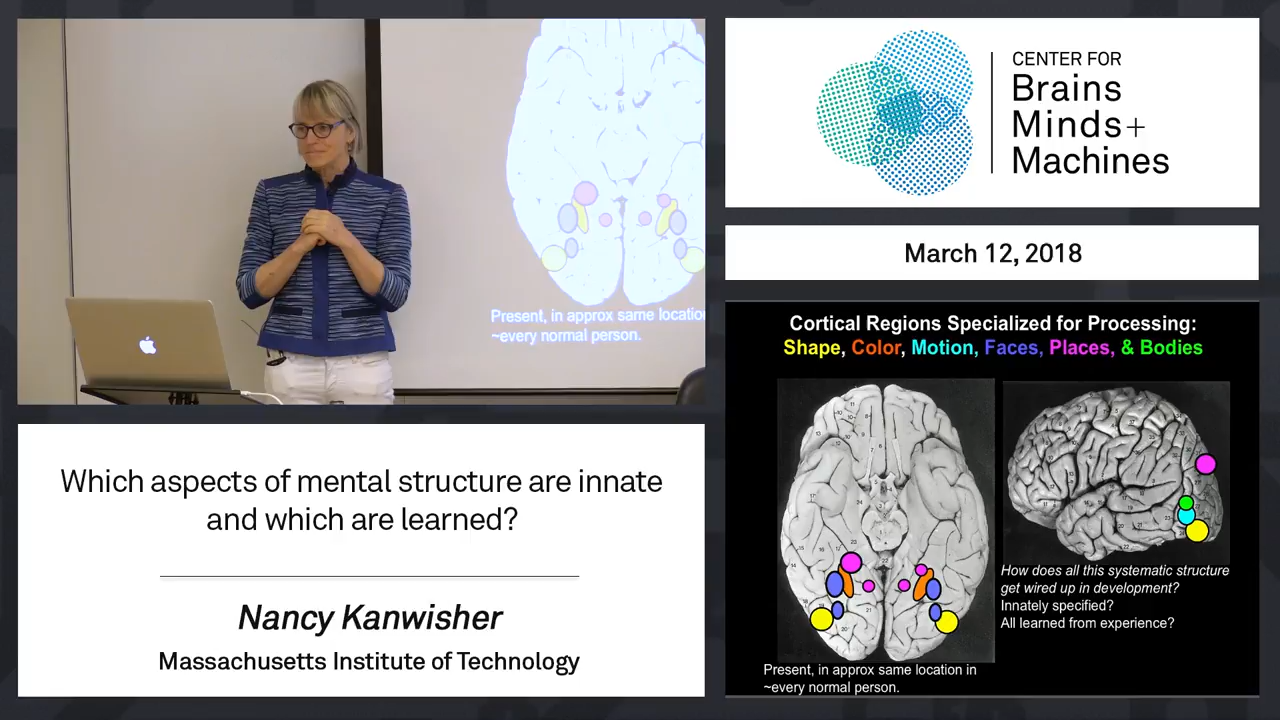 Present, in approx same locatio
~every normal person.
CENTER FOR
Brains
Minds+
Machines
March 12, 2018
Which aspects of mental structure are innate
and which are learned?
Nancy Kanwisher
Massachusetts Institute of Technology
Cortical Regions Specialized for Processing:
Shape, Color, Motion, Faces, Places, & Bodies
How does all this systematic structure
get wired up in development?
Innately specified?
All learned from experience?
Present, in approx same location in
~every normal person.